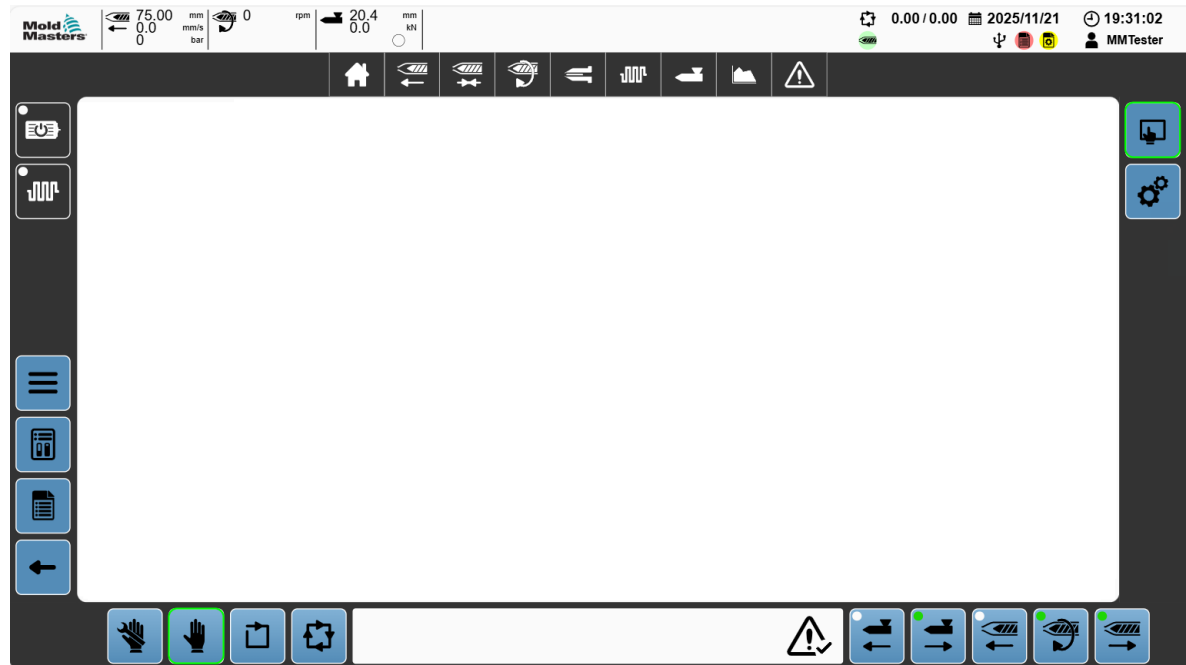 Mold
Masters
75.00 mm
0.0 mm/s
0 bar
0 rpm
20.4 mm
0.0 kN
0.00 / 0.00
2025/11/21
19:31:02
MMTester